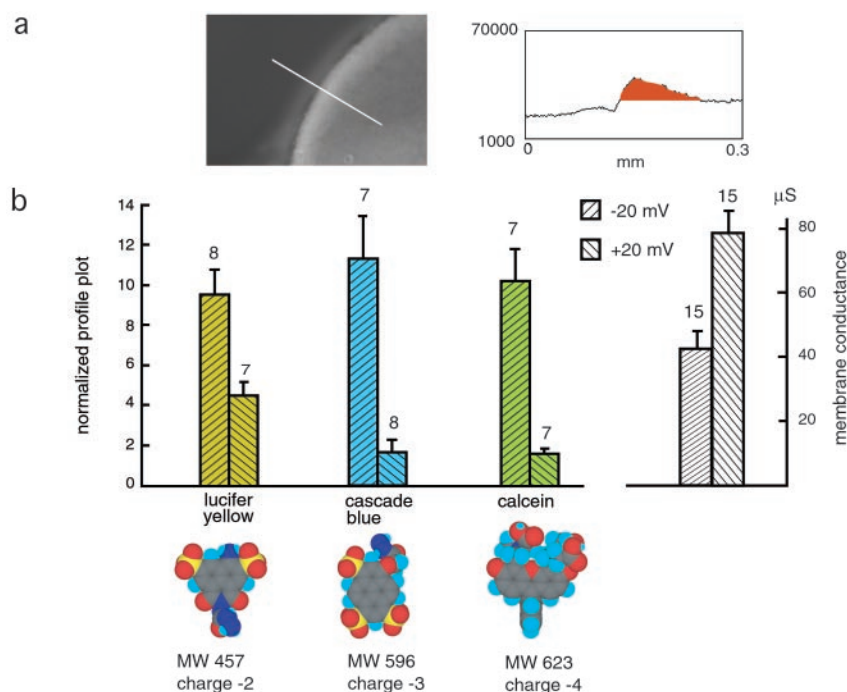 a
70000
1000
0
0.3
mm
b
normalized profile plot
14
12
10
8
6
4
2
0
8
7
7
8
7
7
lucifer
yellow
cascade
blue
calcein
-20 mV
+20 mV
15
15
µS
80
60
40
20
membrane conductance
MW 457
charge -2
MW 596
charge -3
MW 623
charge -4